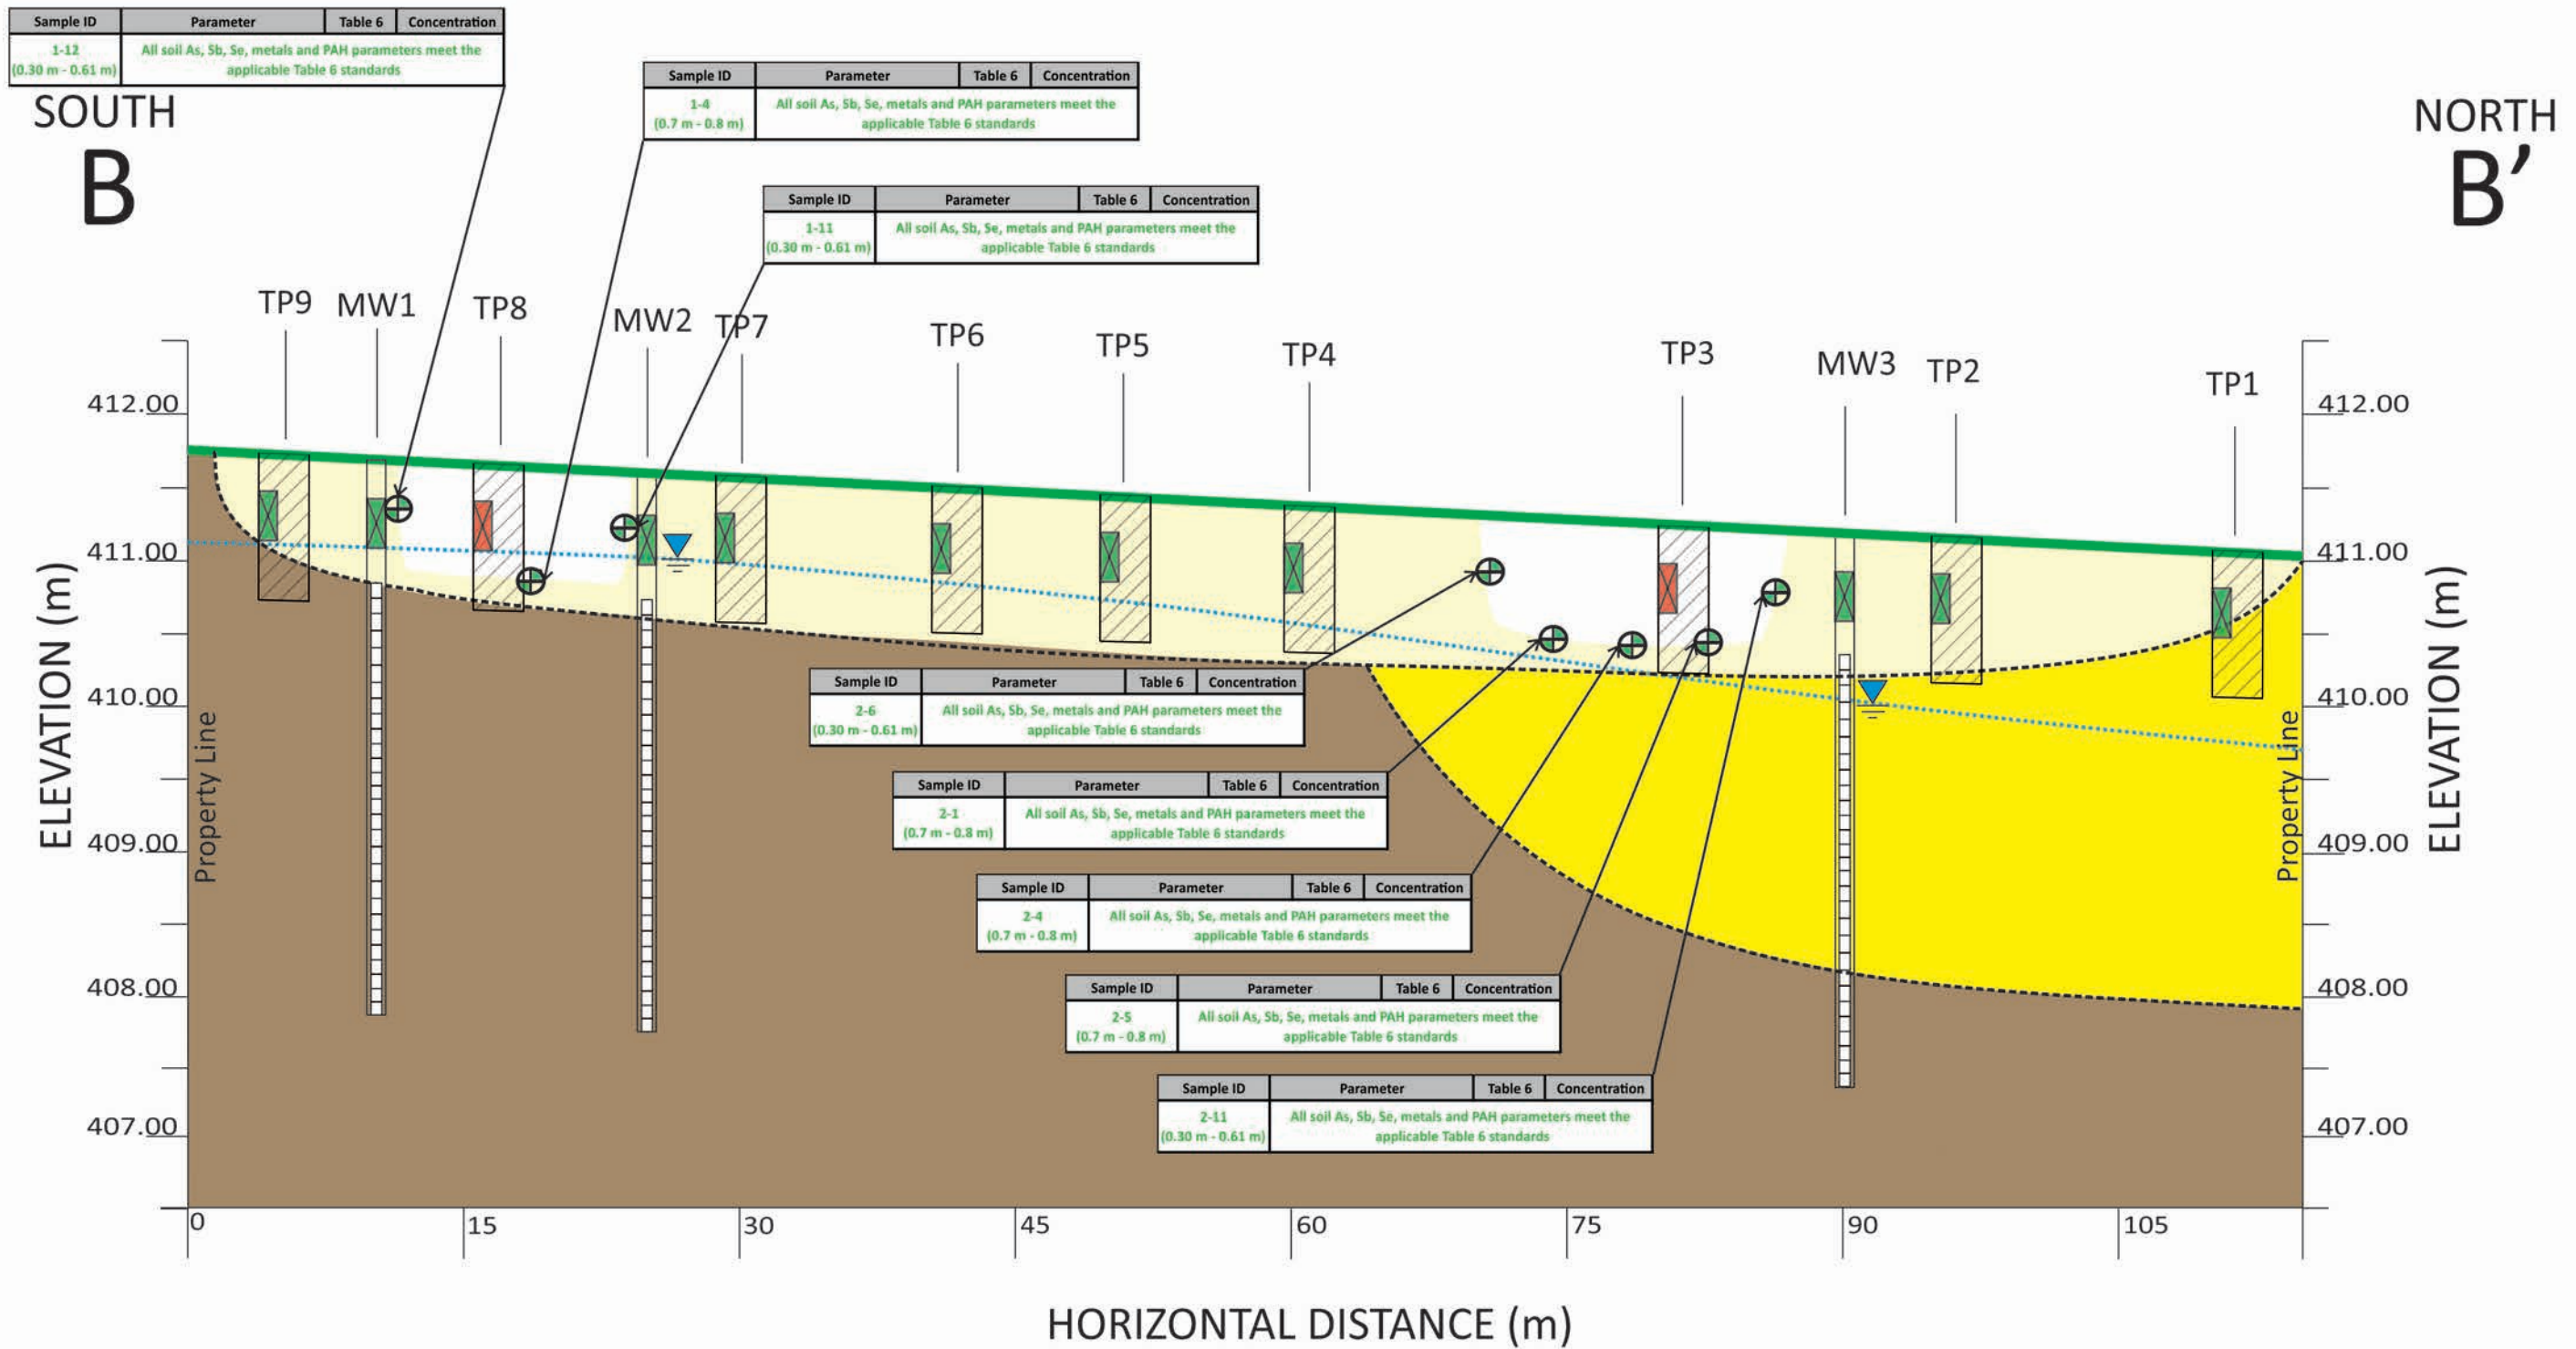 Sample ID Parameter Table 6 Concentration
1-12 All soil As, Sb, Se, metals and PAH parameters meet the
(0.30 m - 0.61 m) applicable Table 6 standards
SOUTH
B
Sample ID Parameter Table 6 Concentration
1-4 All soil As, Sb, Se, metals and PAH parameters meet the
(0.7 m - 0.8 m) applicable Table 6 standards
NORTH
B′
Sample ID Parameter Table 6 Concentration
1-11 All soil As, Sb, Se, metals and PAH parameters meet the
(0.30 m - 0.61 m) applicable Table 6 standards
TP9 MW1 TP8 MW2 TP7 TP6 TP5 TP4 TP3 MW3 TP2 TP1
412.00 412.00
411.00 411.00
410.00 410.00
409.00 409.00
408.00 408.00
407.00 407.00
ELEVATION (m)
Property Line
Sample ID Parameter Table 6 Concentration
2-6 All soil As, Sb, Se, metals and PAH parameters meet the
(0.30 m - 0.61 m) applicable Table 6 standards
Sample ID Parameter Table 6 Concentration
2-1 All soil As, Sb, Se, metals and PAH parameters meet the
(0.7 m - 0.8 m) applicable Table 6 standards
Sample ID Parameter Table 6 Concentration
2-4 All soil As, Sb, Se, metals and PAH parameters meet the
(0.7 m - 0.8 m) applicable Table 6 standards
Sample ID Parameter Table 6 Concentration
2-5 All soil As, Sb, Se, metals and PAH parameters meet the
(0.7 m - 0.8 m) applicable Table 6 standards
Sample ID Parameter Table 6 Concentration
2-11 All soil As, Sb, Se, metals and PAH parameters meet the
(0.30 m - 0.61 m) applicable Table 6 standards
Property Line
ELEVATION (m)
0 15 30 45 60 75 90 105
HORIZONTAL DISTANCE (m)